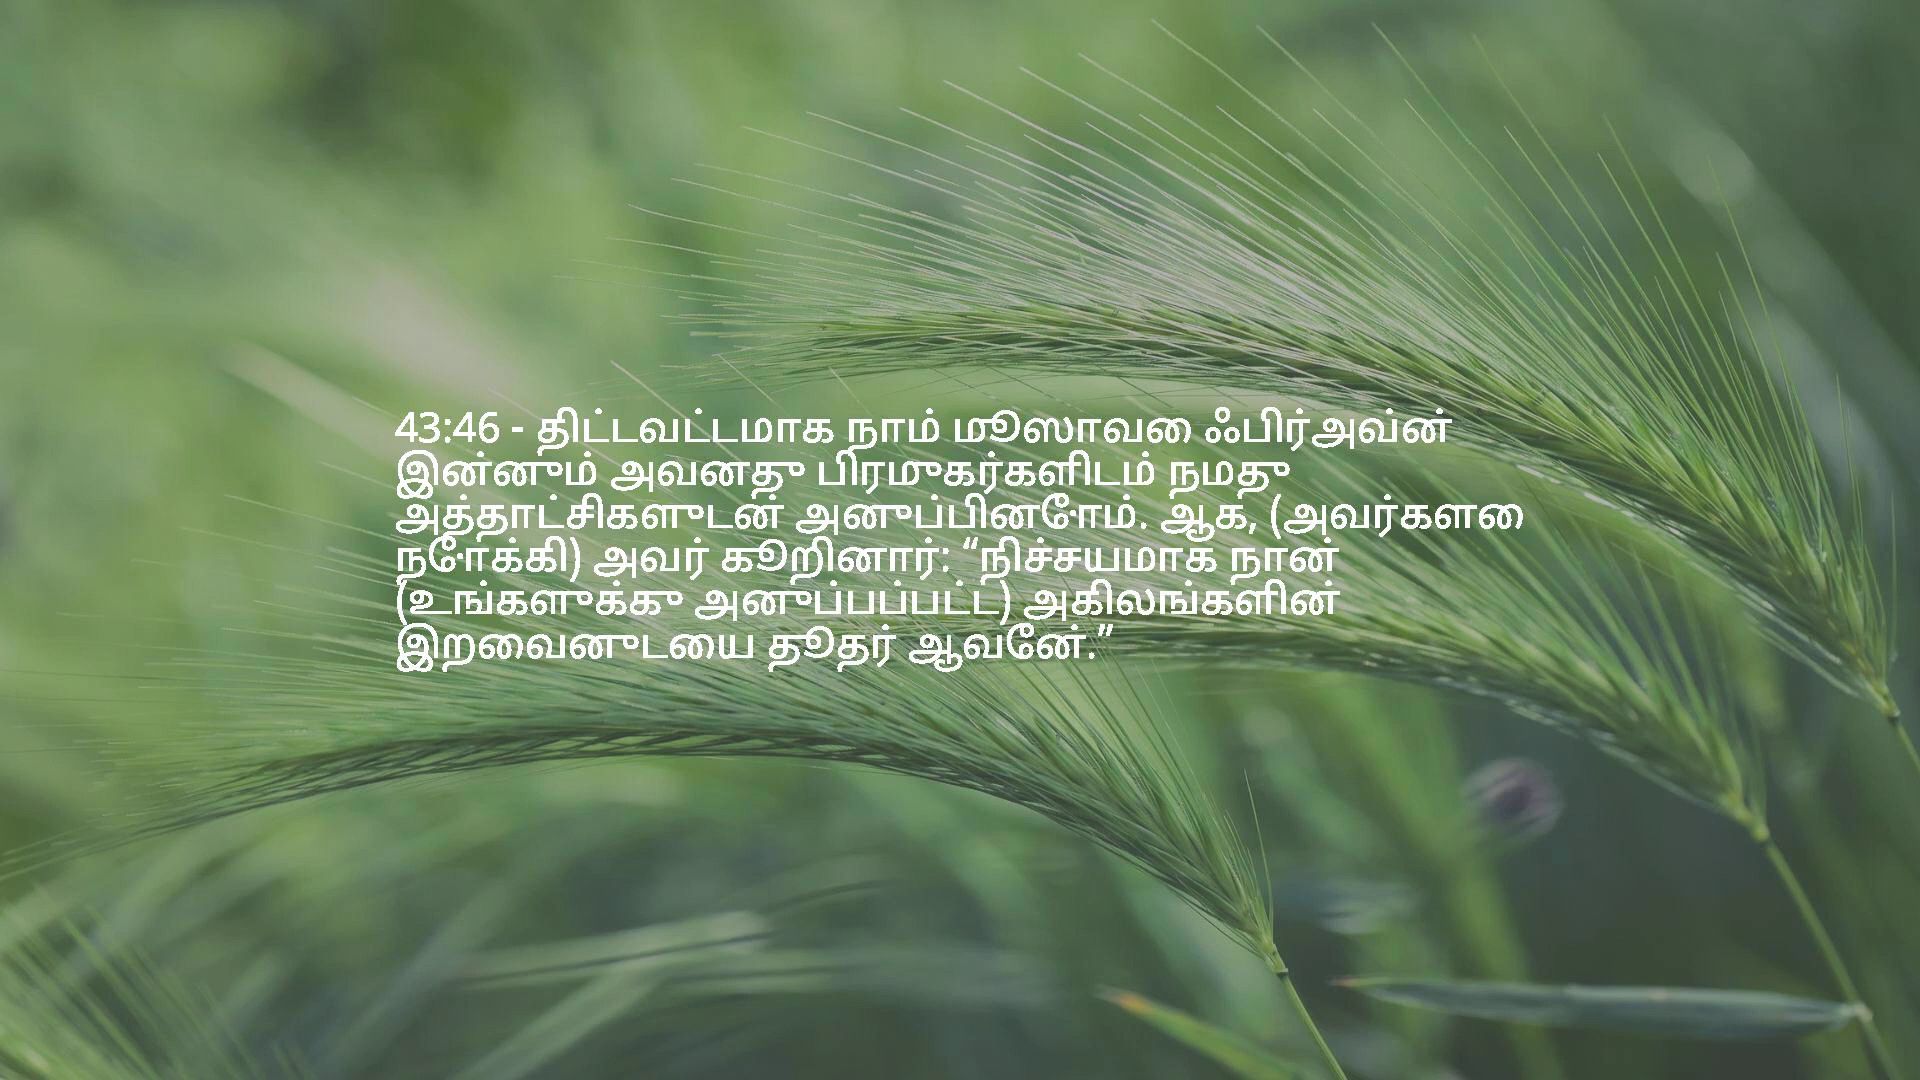 43:46 - திட்டவட்டமாக நாம் மூஸாவை ஃபிர்அவ்ன்
இன்னும் அவனது பிரமுகர்களிடம் நமது
அத்தாட்சிகளுடன் அனுப்பினோம். ஆக, (அவர்களை
நோக்கி) அவர் கூறினார்: “நிச்சயமாக நான்
(உங்களுக்கு அனுப்பப்பட்ட) அகிலங்களின்
இறைவனுடைய தூதர் ஆவேன்.”